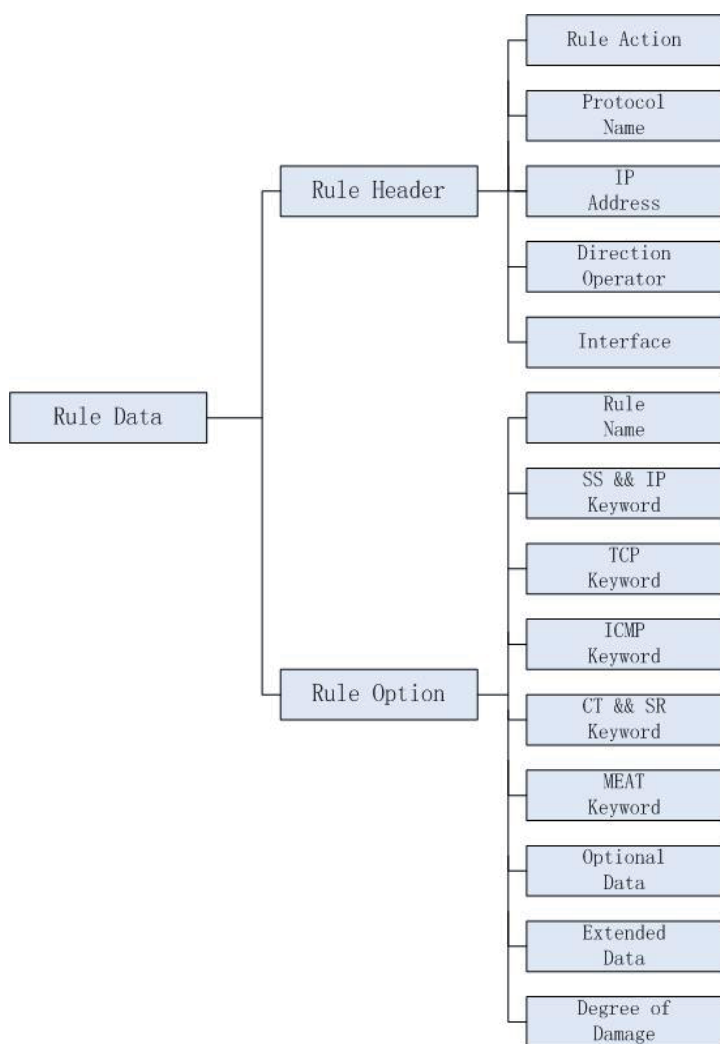 Rule Action
Protocol
Name
Rule Header
IP
Address
Direction
Operator
Interface
Rule Data
Rule
Name
SS && IP
Keyword
TCP
Keyword
ICMP
Keyword
Rule Option
CT && SR
Keyword
MEAT
Keyword
Optional
Data
Extended
Data
Degree of
Damage